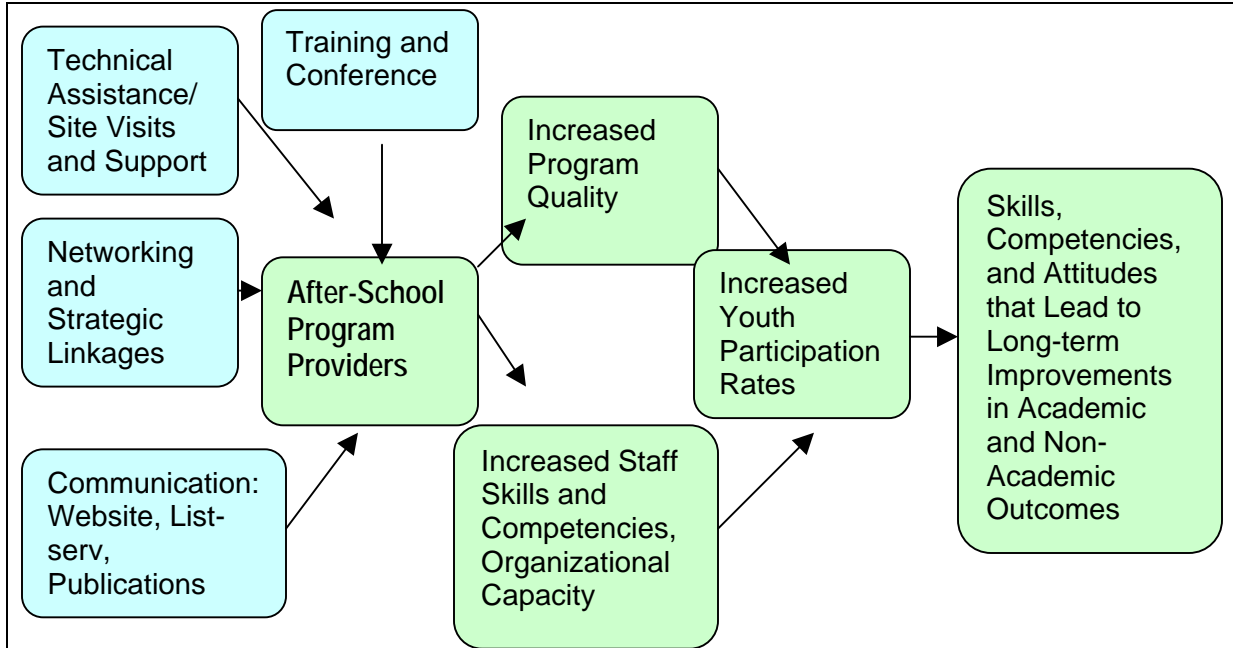 Technical
Assistance/
Site Visits
and Support
Training and
Conference
Networking
and
Strategic
Linkages
Communication:
Website, List-
serv,
Publications
After-School
Program
Providers
Increased
Program
Quality
Increased Staff
Skills and
Competencies,
Organizational
Capacity
Increased
Youth
Participation
Rates
Skills,
Competencies,
and Attitudes
that Lead to
Long-term
Improvements
in Academic
and Non-
Academic
Outcomes